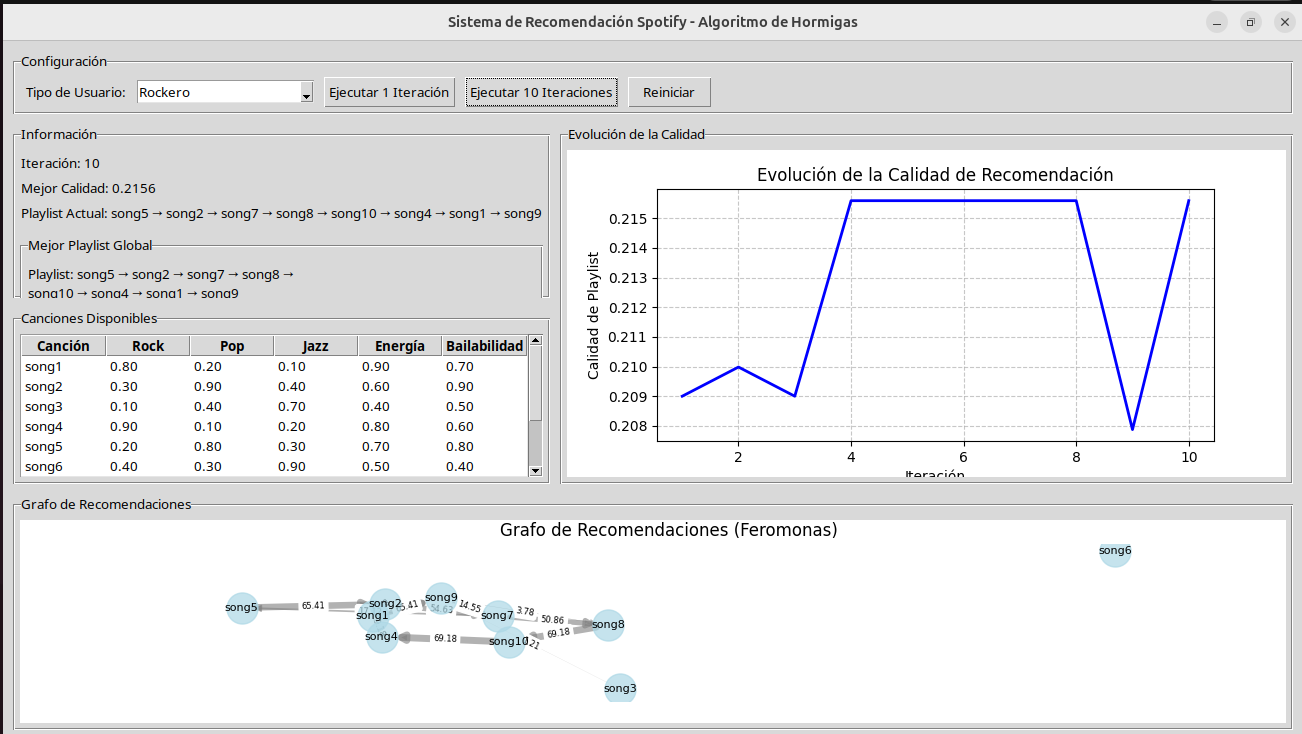 Sistema de Recomendación Spotify - Algoritmo de Hormigas
Configuración
Tipo de Usuario: Rockero Ejecutar 1 Iteración Ejecutar 10 Iteraciones Reiniciar
Información
Iteración: 10
Mejor Calidad: 0.2156
Playlist Actual: song5 → song2 → song7 → song8 → song10 → song4 → song1 → song9
Mejor Playlist Global
Playlist: song5 → song2 → song7 → song8 →
song10 → song4 → song1 → song9
Evolución de la Calidad
Evolución de la Calidad de Recomendación
Calidad de Playlist
0.215
0.214
0.213
0.212
0.211
0.210
0.209
0.208
2 4 6 8 10
Iteración
Canciones Disponibles
Canción Rock Pop Jazz Energía Bailabilidad
song1 0.80 0.20 0.10 0.90 0.70
song2 0.30 0.90 0.40 0.60 0.90
song3 0.10 0.40 0.70 0.40 0.50
song4 0.90 0.10 0.20 0.80 0.60
song5 0.20 0.80 0.30 0.70 0.80
song6 0.40 0.30 0.90 0.50 0.40
Grafo de Recomendaciones
Grafo de Recomendaciones (Feromonas)
song6
song5 65.41 song2 song9 14.55 3.78
song1 54.63 song7 50.86 song8
song4 69.18 song10 69.18
song3